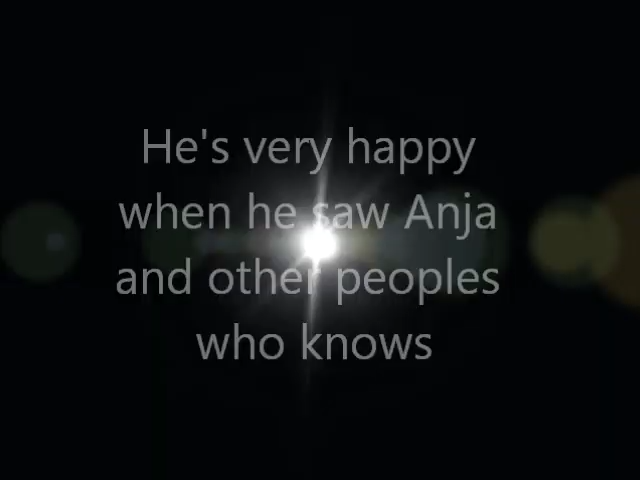 He's very happy
when he saw Anja
and other peoples
who knows